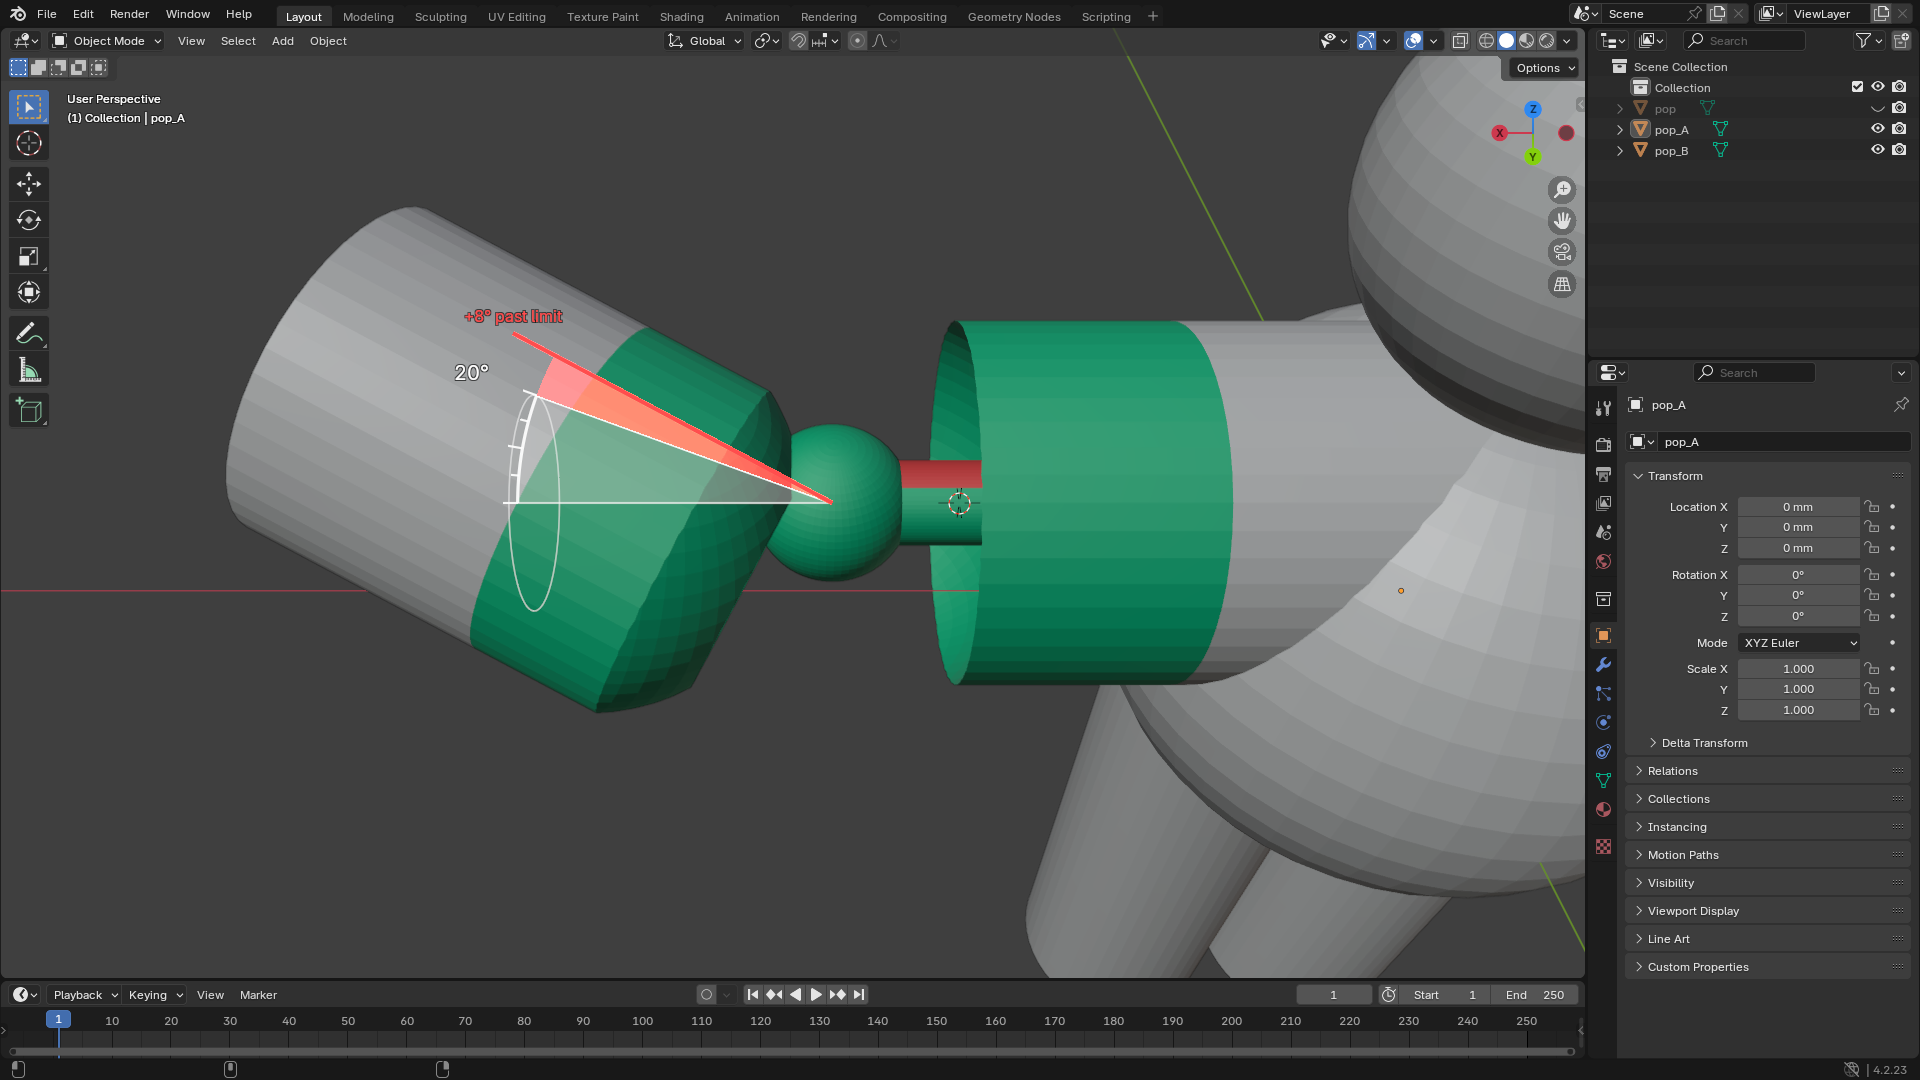 File Edit Render Window Help
Layout Modeling Sculpting UV Editing Texture Paint Shading Animation Rendering Compositing Geometry Nodes Scripting +
Scene ViewLayer
Object Mode View Select Add Object Global
Options
Search
User Perspective
(1) Collection | pop_A
Z
X
Y
+8° past limit
20°
Scene Collection
Collection
pop
pop_A
pop_B
Search
pop_A
pop_A
Transform
Location X 0 mm
Y 0 mm
Z 0 mm
Rotation X 0°
Y 0°
Z 0°
Mode XYZ Euler
Scale X 1.000
Y 1.000
Z 1.000
Delta Transform
Relations
Collections
Instancing
Motion Paths
Visibility
Viewport Display
Line Art
Custom Properties
Playback Keying View Marker
1 Start 1 End 250
1 10 20 30 40 50 60 70 80 90 100 110 120 130 140 150 160 170 180 190 200 210 220 230 240 250
4.2.23